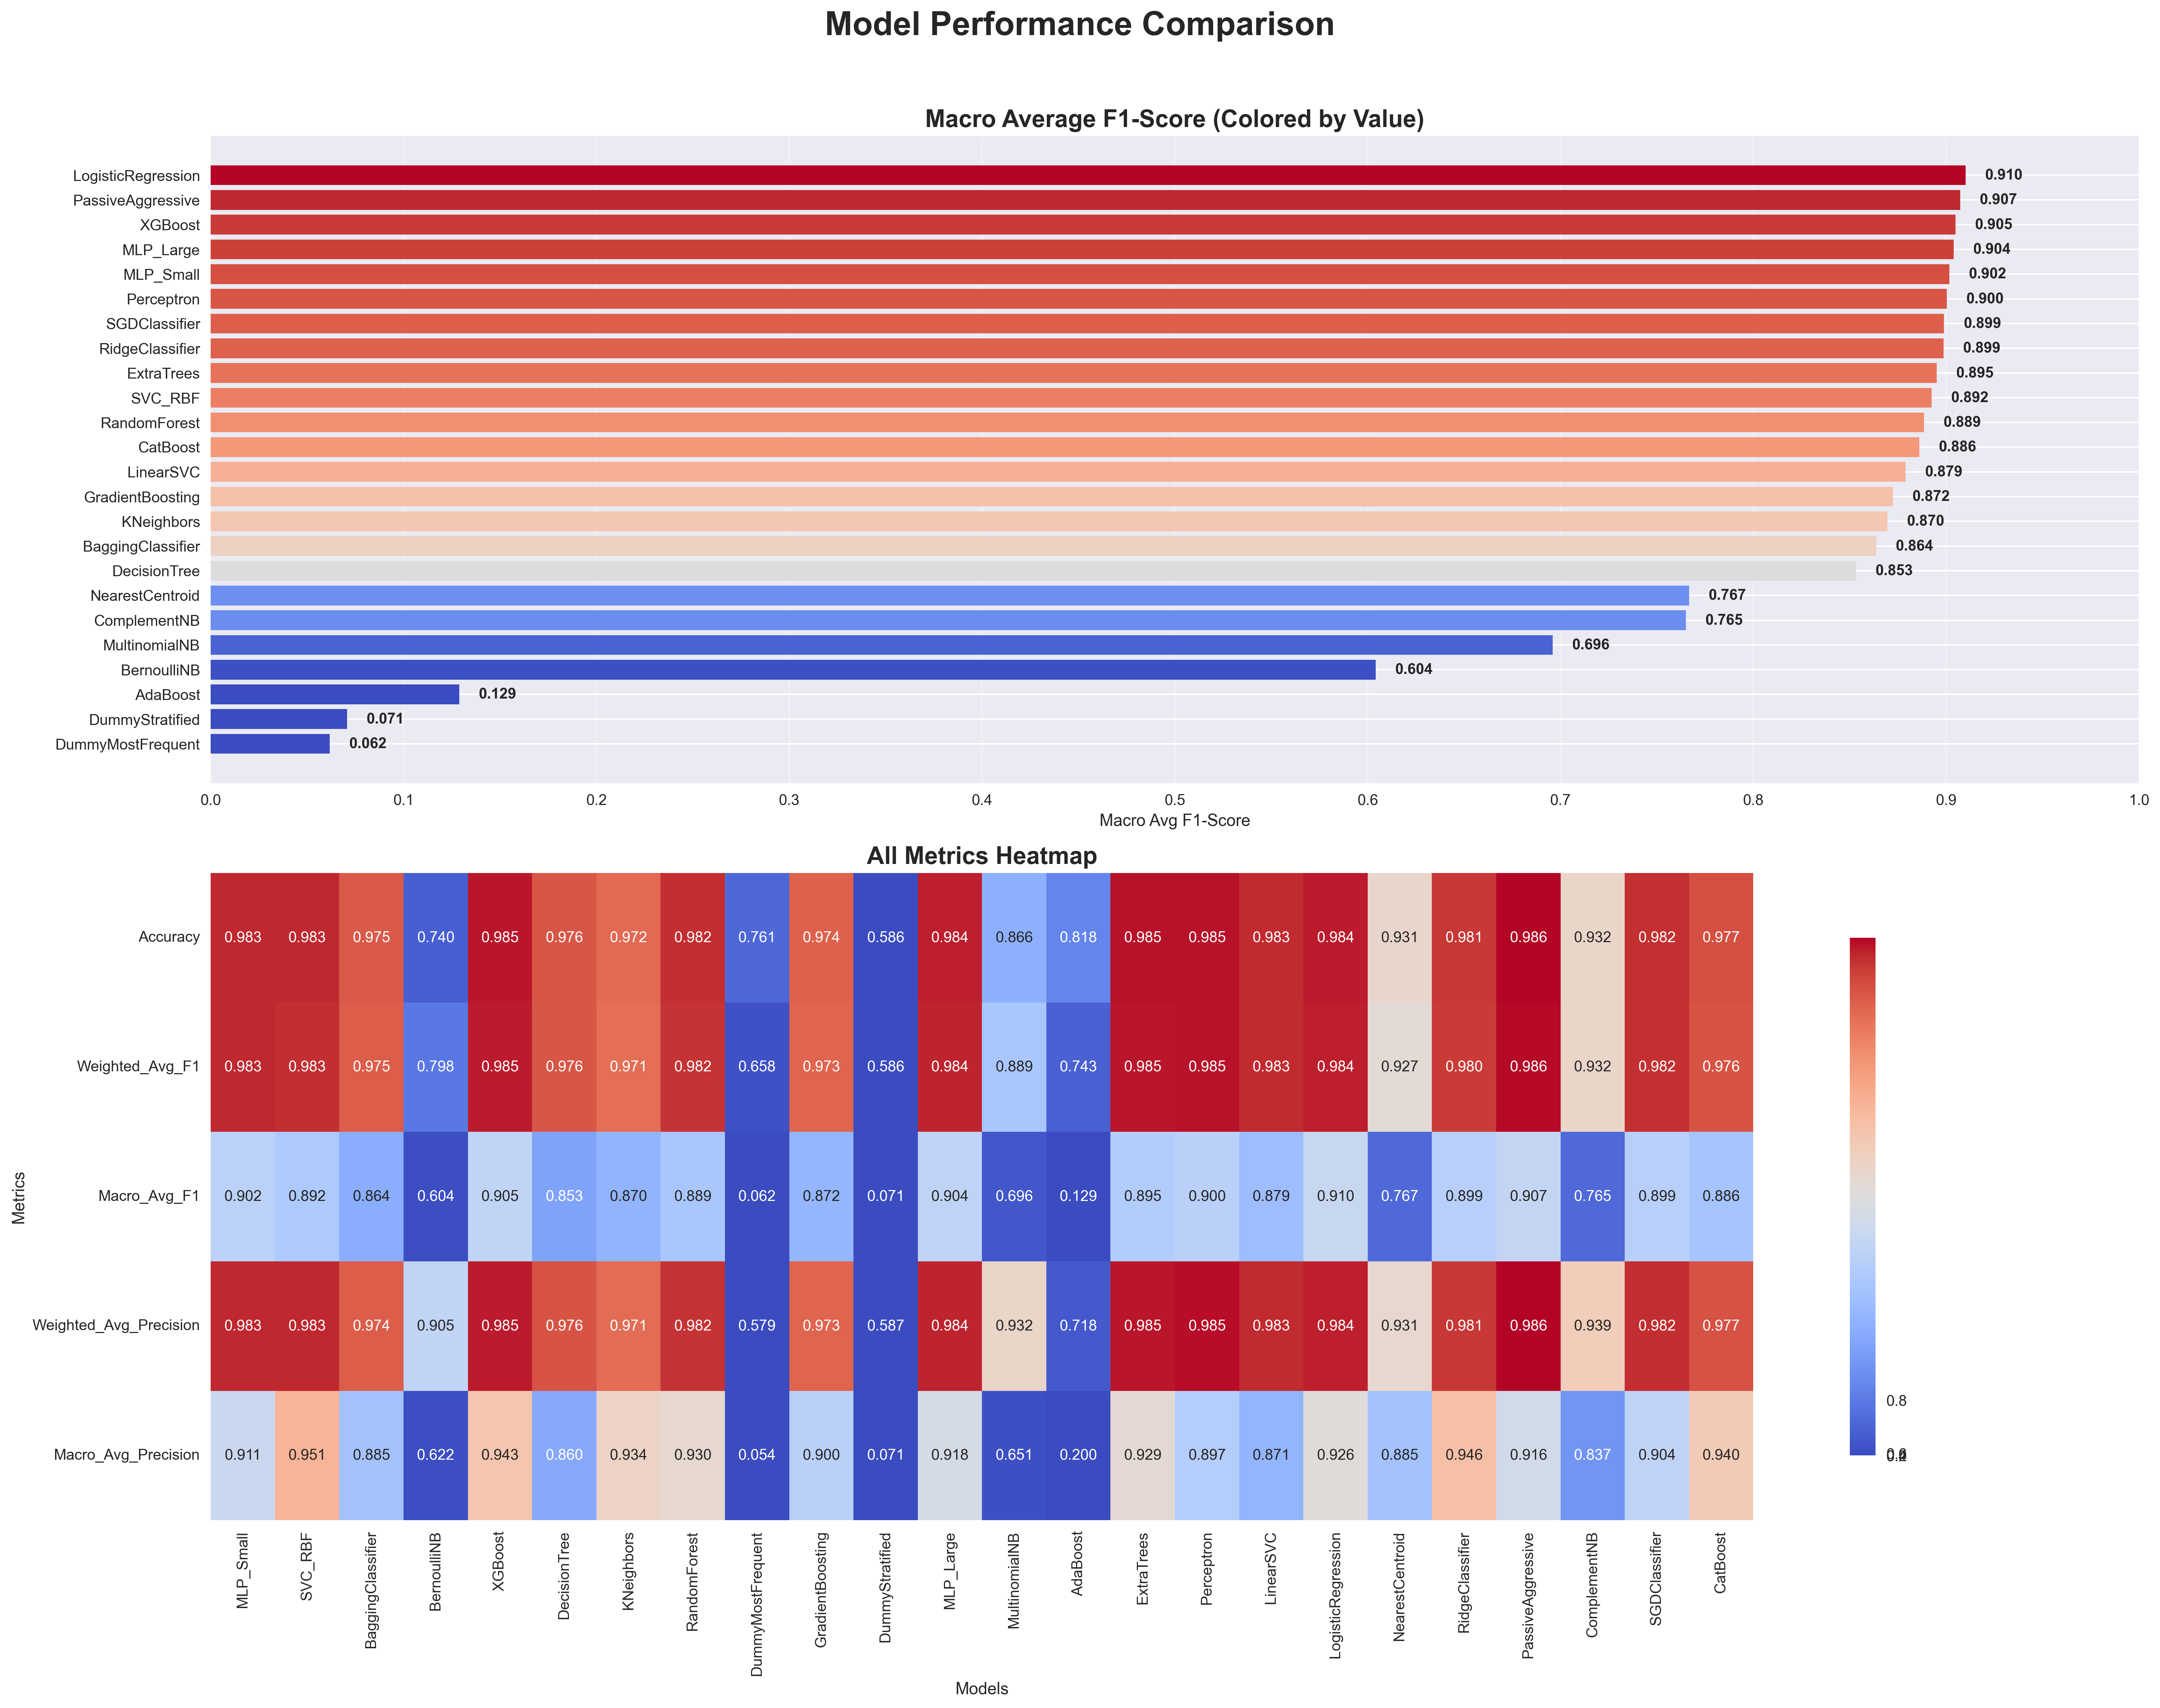 Model Performance Comparison
Macro Average F1-Score (Colored by Value)
LogisticRegression 0.910
PassiveAggressive 0.907
XGBoost 0.905
MLP_Large 0.904
MLP_Small 0.902
Perceptron 0.900
SGDClassifier 0.899
RidgeClassifier 0.899
ExtraTrees 0.895
SVC_RBF 0.892
RandomForest 0.889
CatBoost 0.886
LinearSVC 0.879
GradientBoosting 0.872
KNeighbors 0.870
BaggingClassifier 0.864
DecisionTree 0.853
NearestCentroid 0.767
ComplementNB 0.765
MultinomialNB 0.696
BernoulliNB 0.604
AdaBoost 0.129
DummyStratified 0.071
DummyMostFrequent 0.062
0.0 0.1 0.2 0.3 0.4 0.5 0.6 0.7 0.8 0.9 1.0
Macro Avg F1-Score
All Metrics Heatmap
Accuracy 0.983 0.983 0.975 0.740 0.985 0.976 0.972 0.982 0.761 0.974 0.586 0.984 0.866 0.818 0.985 0.985 0.983 0.984 0.931 0.981 0.986 0.932 0.982 0.977
Weighted_Avg_F1 0.983 0.983 0.975 0.798 0.985 0.976 0.971 0.982 0.658 0.973 0.586 0.984 0.889 0.743 0.985 0.985 0.983 0.984 0.927 0.980 0.986 0.932 0.982 0.976
Metrics
Macro_Avg_F1 0.902 0.892 0.864 0.604 0.905 0.853 0.870 0.889 0.062 0.872 0.071 0.904 0.696 0.129 0.895 0.900 0.879 0.910 0.767 0.899 0.907 0.765 0.899 0.886
Weighted_Avg_Precision 0.983 0.983 0.974 0.905 0.985 0.976 0.971 0.982 0.579 0.973 0.587 0.984 0.932 0.718 0.985 0.985 0.983 0.984 0.931 0.981 0.986 0.939 0.982 0.977
0.8
Macro_Avg_Precision 0.911 0.951 0.885 0.622 0.943 0.860 0.934 0.930 0.054 0.900 0.071 0.918 0.651 0.200 0.929 0.897 0.871 0.926 0.885 0.946 0.916 0.837 0.904 0.940
MLP_Small
SVC_RBF
BaggingClassifier
BernoulliNB
XGBoost
DecisionTree
KNeighbors
RandomForest
DummyMostFrequent
GradientBoosting
DummyStratified
MLP_Large
MultinomialNB
AdaBoost
ExtraTrees
Perceptron
LinearSVC
LogisticRegression
NearestCentroid
RidgeClassifier
PassiveAggressive
ComplementNB
SGDClassifier
CatBoost
Models